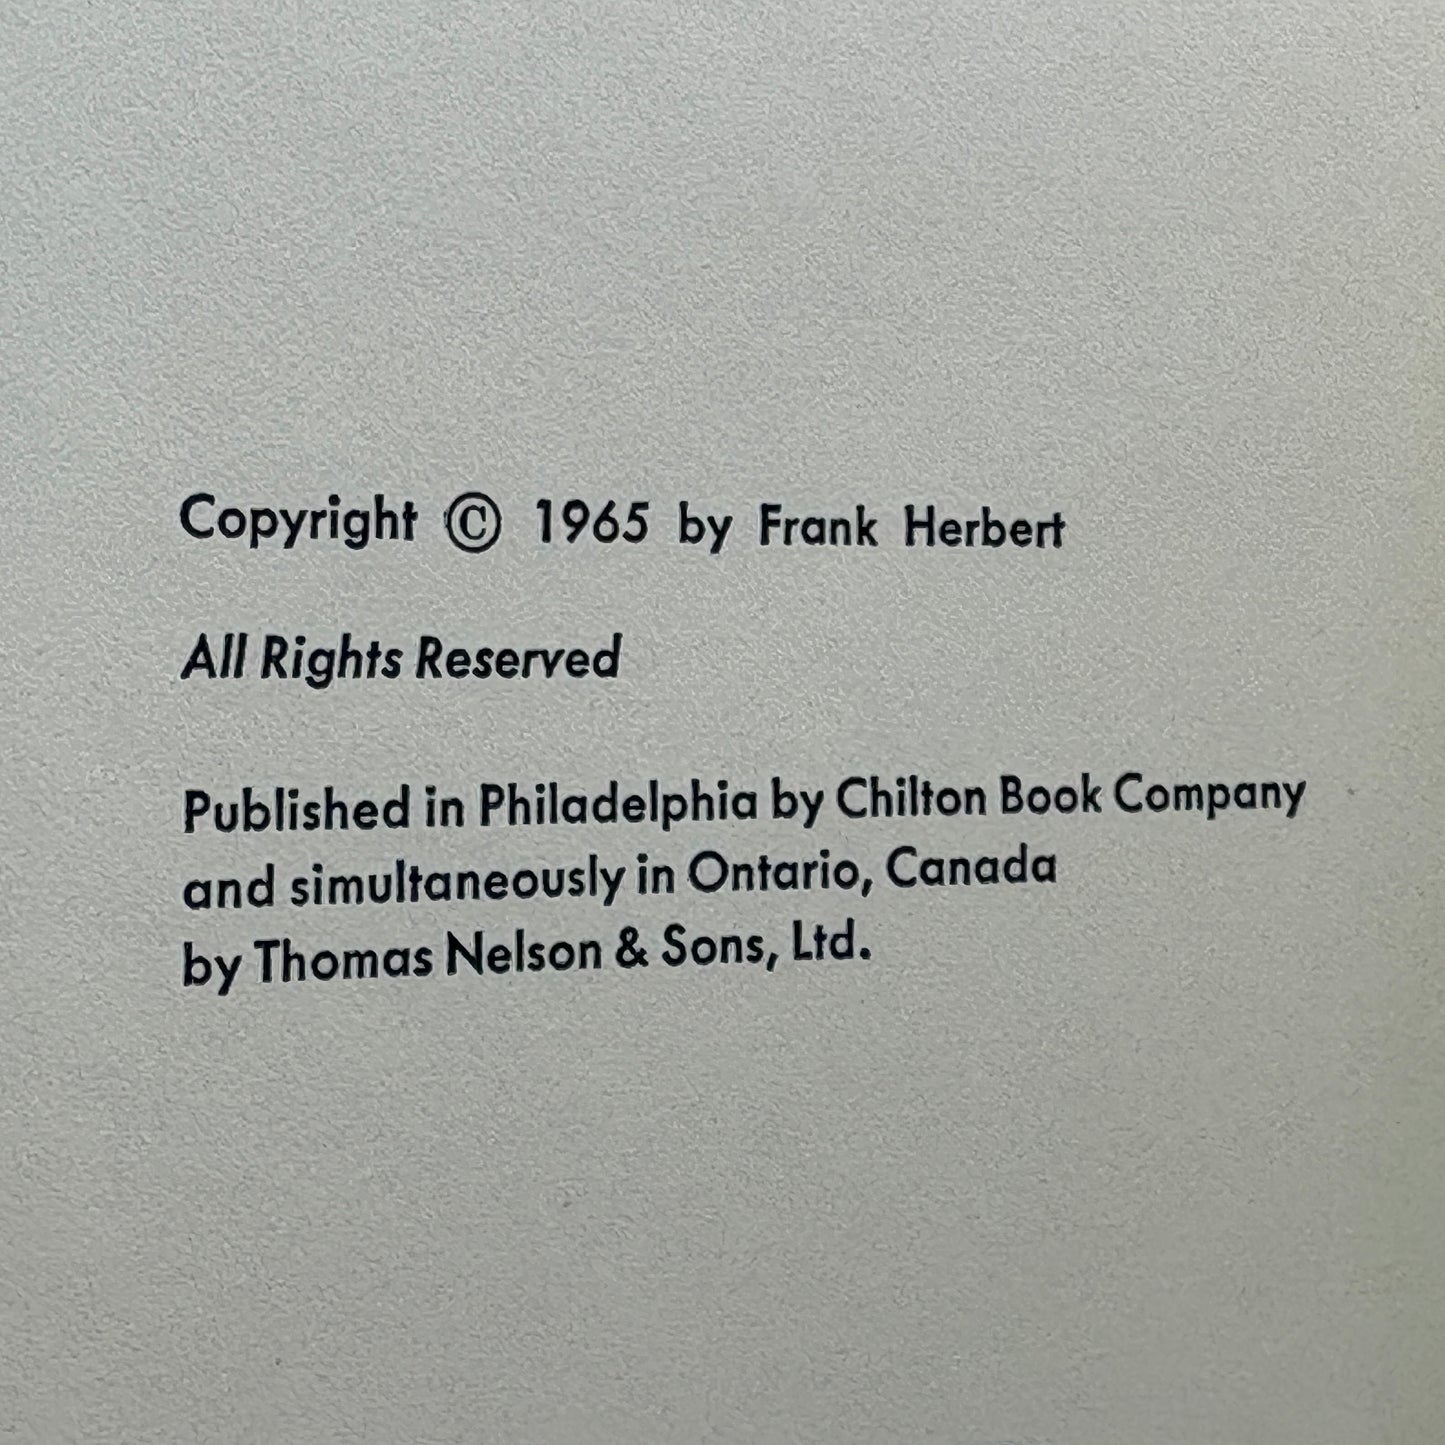 Copyright © 1965 by Frank Herbert
All Rights Reserved
Published in Philadelphia by Chilton Book Company
and simultaneously in Ontario, Canada
by Thomas Nelson & Sons, Ltd.